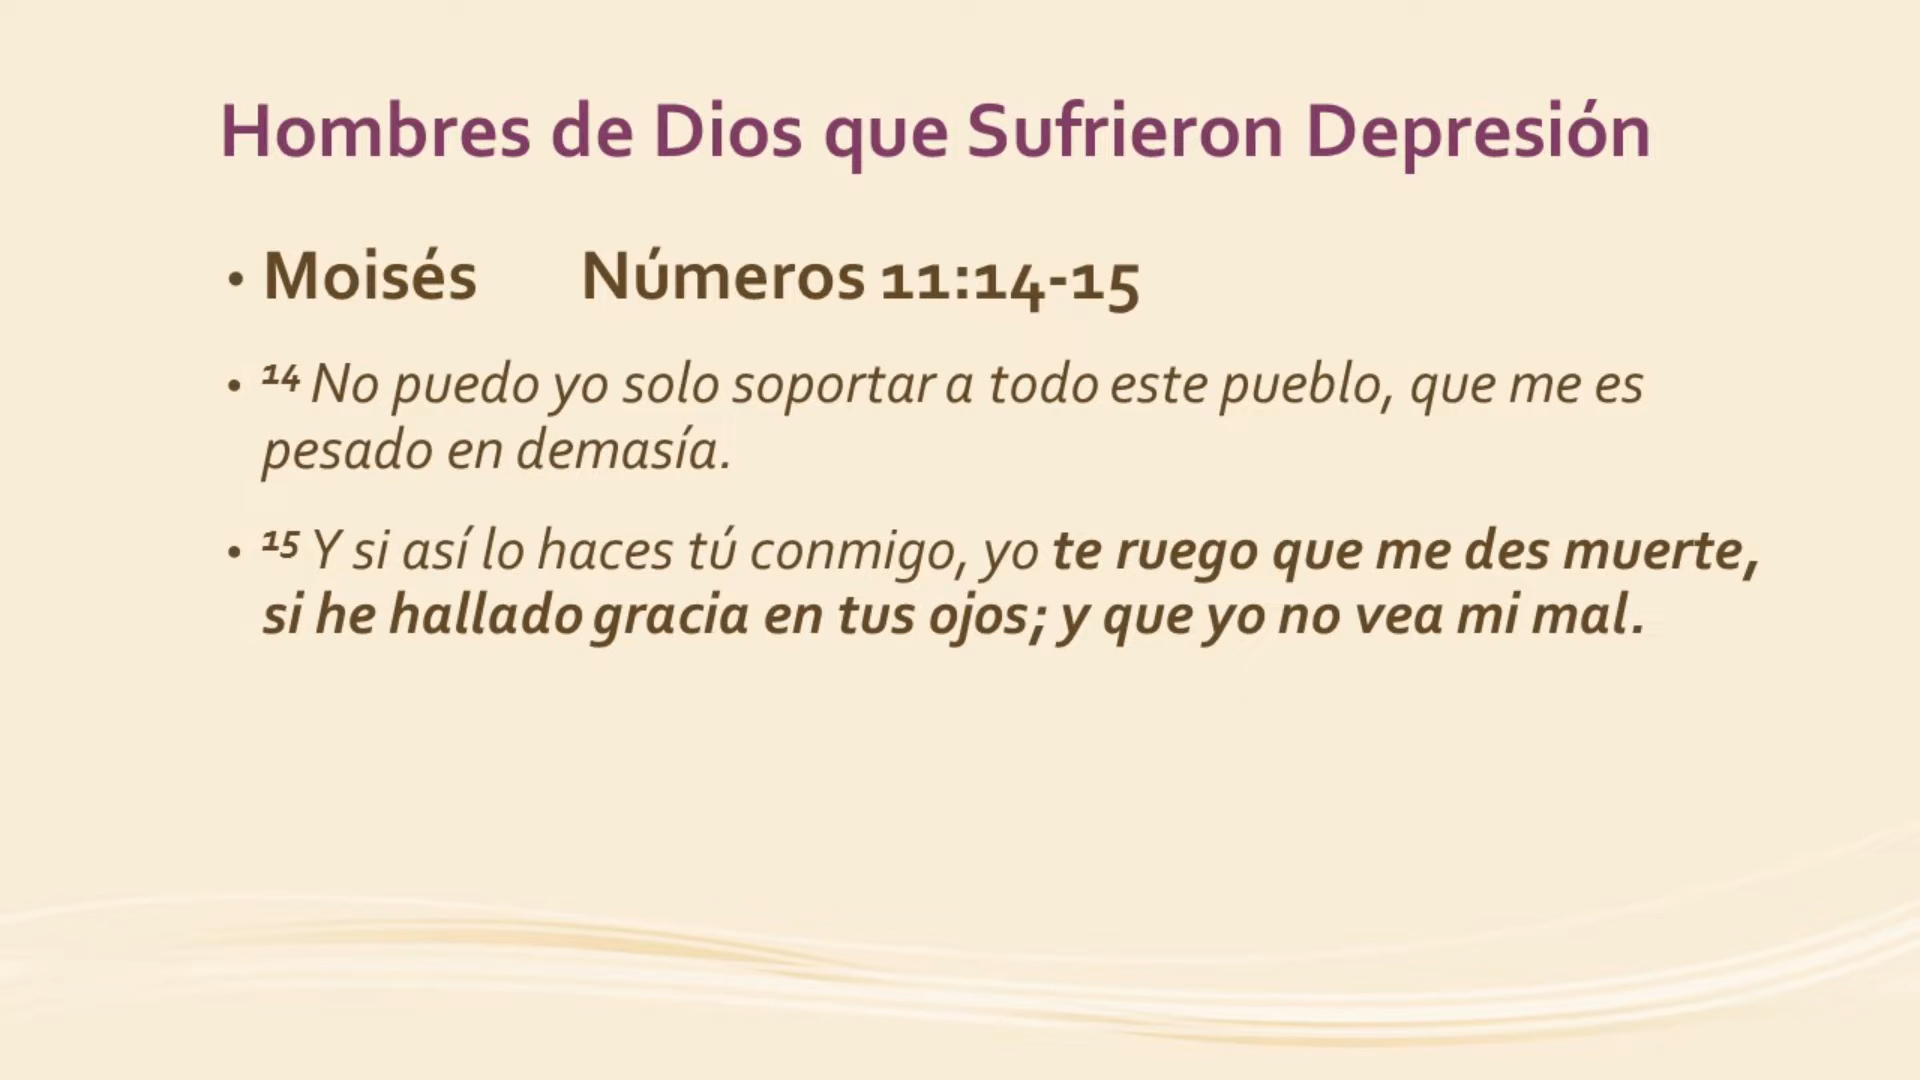 Hombres de Dios que Sufrieron Depresión
• Moisés Números 11:14-15
• 14 No puedo yo solo soportar a todo este pueblo, que me es
pesado en demasía.
• 15 Y si así lo haces tú conmigo, yo te ruego que me des muerte,
si he hallado gracia en tus ojos; y que yo no vea mi mal.